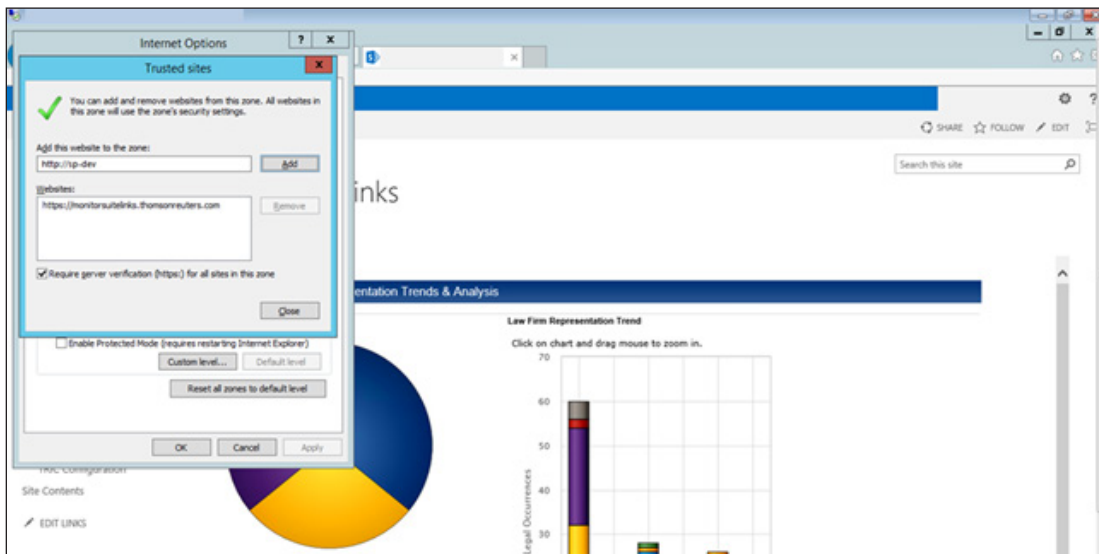 Internet Options
? X
Trusted sites
X
You can add and remove websites from this zone. All websites in
this zone will use the zone's security settings.
Add this website to the zone:
http://sp-dev
Add
Websites:
https://monitorsuitelinks.thomsonreuters.com
Remove
Require server verification (https:) for all sites in this zone
Close
Enable Protected Mode (requires restarting Internet Explorer)
Custom level...
Default level
Reset all zones to default level
OK
Cancel
Apply
Configuration
Site Contents
EDIT LINKS
SHARE
FOLLOW
EDIT
Search this site
inks
entation Trends & Analysis
Law Firm Representation Trend
Click on chart and drag mouse to zoom in.
70
60
50
40
30
Legal Occurrences